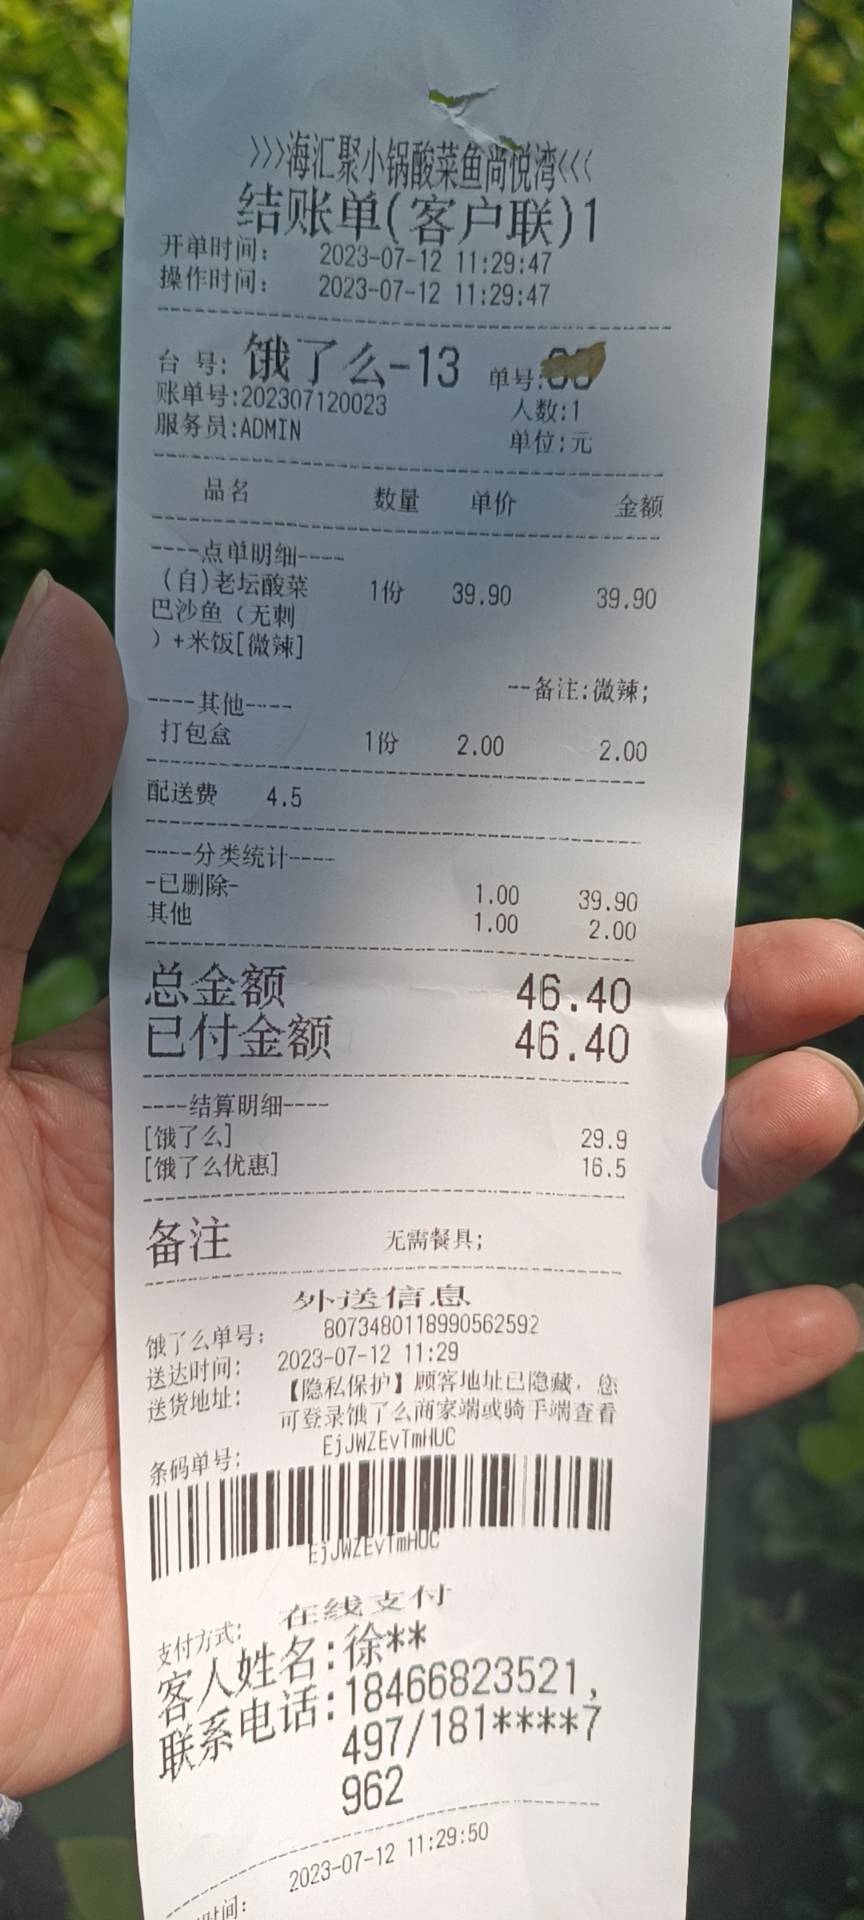 >>>海汇聚小锅酸菜鱼尚悦湾<<<
结账单(客户联)1
开单时间: 2023-07-12 11:29:47
操作时间: 2023-07-12 11:29:47
台 号: 饿了么-13 单号:
账单号:202307120023 人数:1
服务员:ADMIN 单位:元
品名 数量 单价 金额
----点单明细----
(自)老坛酸菜 1份 39.90 39.90
巴沙鱼（无刺
）+米饭[微辣]
--备注:微辣;
----其他----
打包盒 1份 2.00 2.00
配送费 4.5
----分类统计----
-已删除- 1.00 39.90
其他 1.00 2.00
总金额 46.40
已付金额 46.40
----结算明细----
[饿了么] 29.9
[饿了么优惠] 16.5
备注 无需餐具;
外送信息
饿了么单号: 8073480118990562592
送达时间: 2023-07-12 11:29
送货地址: 【隐私保护】顾客地址已隐藏，您
可登录饿了么商家端或骑手端查看
条码单号: EjJWZEvTmHUC
EjJWZEvTmHUC
支付方式: 在线支付
客人姓名:徐**
联系电话:18466823521,
497/181****7
962
时间: 2023-07-12 11:29:50